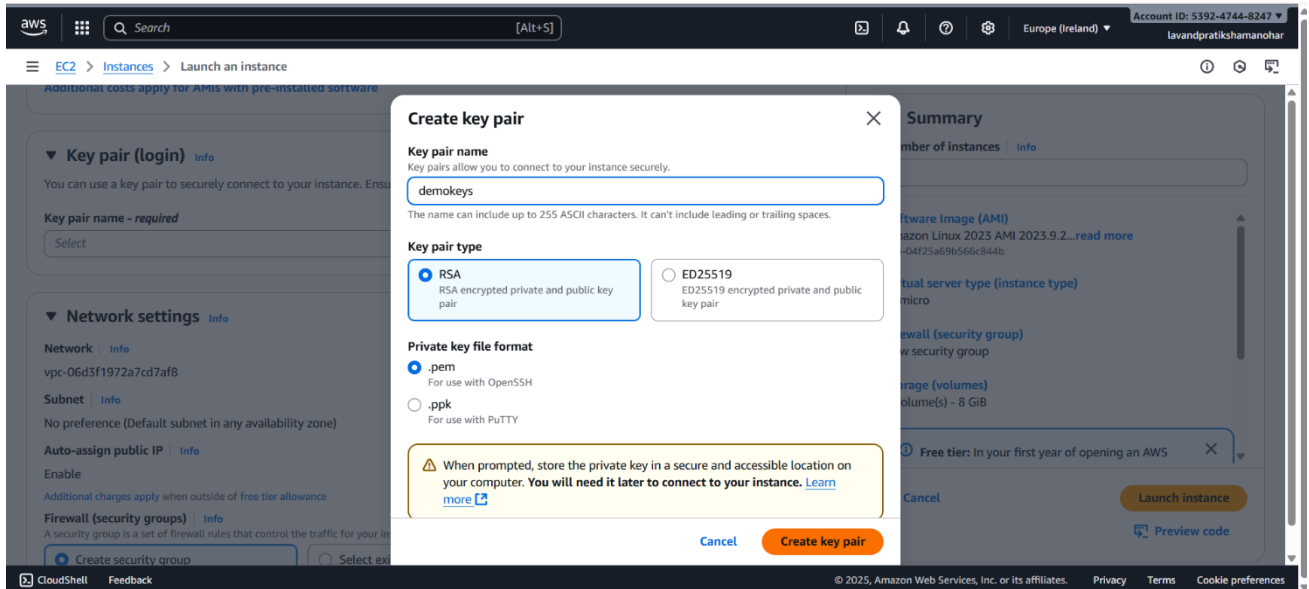 aws
Search
[Alt+S]
Europe (Ireland)
Account ID: 5392-4744-8247
lavandpratikshamanohar
EC2 > Instances > Launch an instance
Additional costs apply for AMIs with pre-installed software
Key pair (login) Info
You can use a key pair to securely connect to your instance. Ensu
Key pair name - required
Select
Network settings Info
Network Info
vpc-06d3f1972a7cd7af8
Subnet Info
No preference (Default subnet in any availability zone)
Auto-assign public IP Info
Enable
Additional charges apply when outside of free tier allowance
Firewall (security groups) Info
A security group is a set of firewall rules that control the traffic for your in
Create security group
Select exi
Create key pair
Key pair name
Key pairs allow you to connect to your instance securely.
demokeys
The name can include up to 255 ASCII characters. It can't include leading or trailing spaces.
Key pair type
RSA
RSA encrypted private and public key
pair
ED25519
ED25519 encrypted private and public
key pair
Private key file format
.pem
For use with OpenSSH
.ppk
For use with PuTTY
When prompted, store the private key in a secure and accessible location on
your computer. You will need it later to connect to your instance. Learn
more
Cancel
Create key pair
Summary
mber of instances Info
ftware Image (AMI)
azon Linux 2023 AMI 2023.9.2...read more
-04f25a69b566c844b
tual server type (instance type)
micro
ewall (security group)
w security group
rage (volumes)
olume(s) - 8 GiB
Free tier: In your first year of opening an AWS
Cancel
Launch instance
Preview code
CloudShell
Feedback
© 2025, Amazon Web Services, Inc. or its affiliates.
Privacy
Terms
Cookie preferences